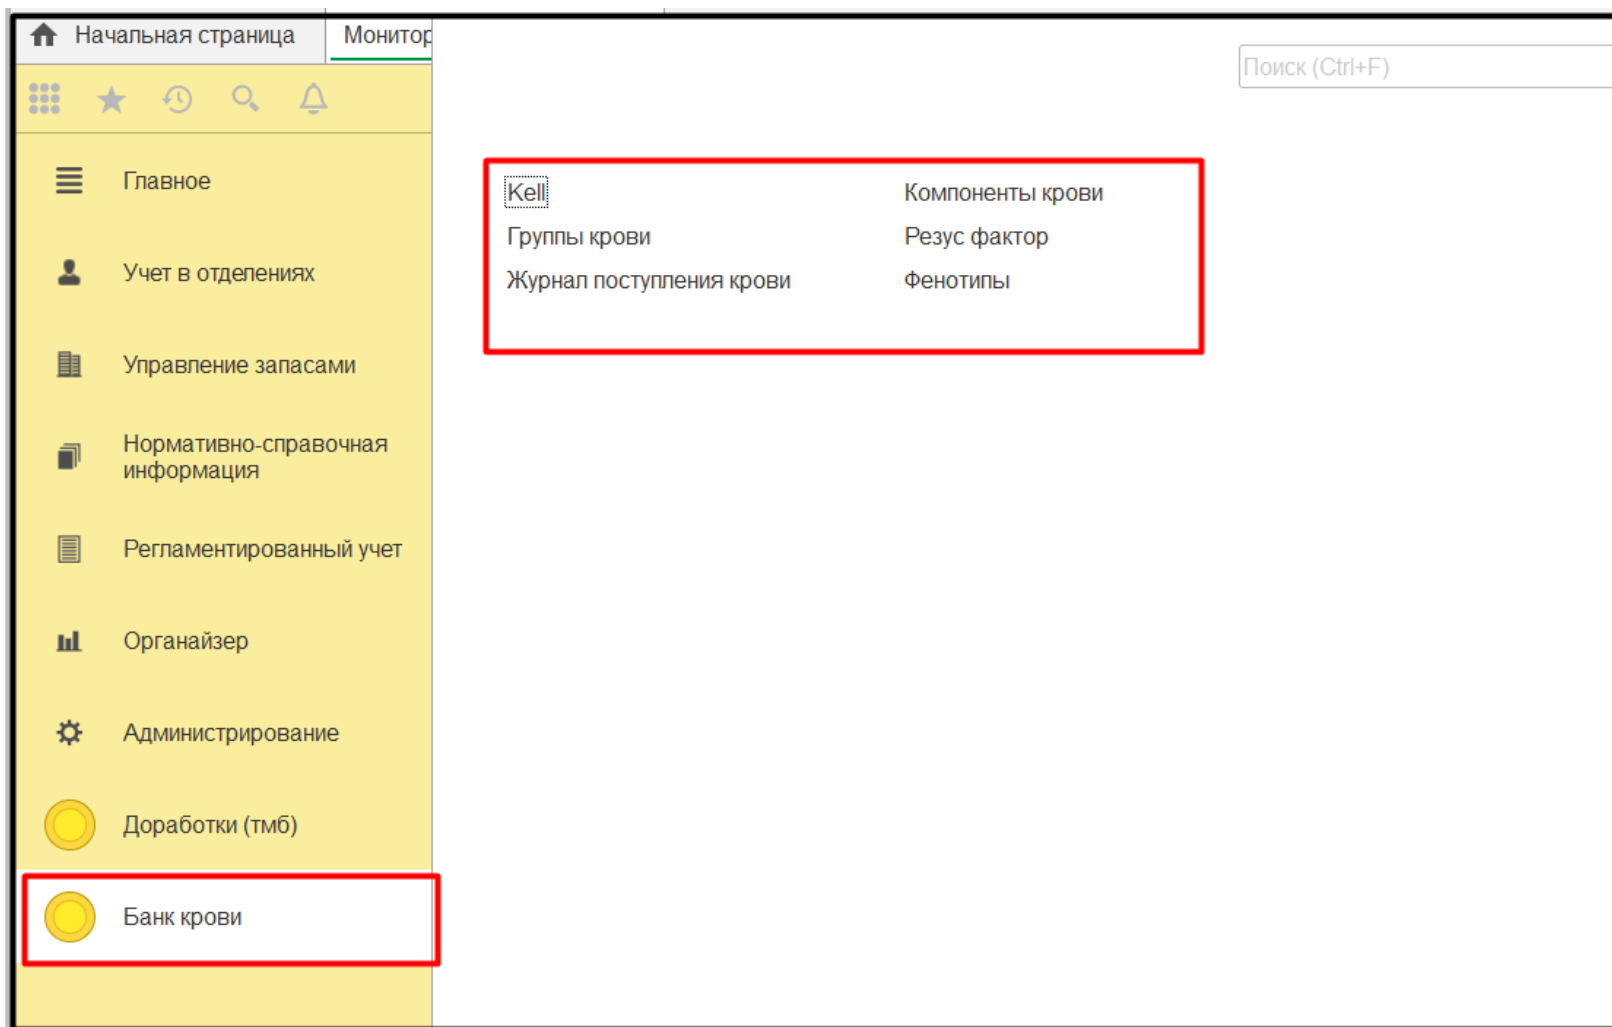 Начальная страница
Монитор
Поиск (Ctrl+F)
Главное
Учет в отделениях
Управление запасами
Нормативно-справочная
информация
Регламентированный учет
Органайзер
Администрирование
Доработки (тмб)
Банк крови
Kell
Группы крови
Журнал поступления крови
Компоненты крови
Резус фактор
Фенотипы